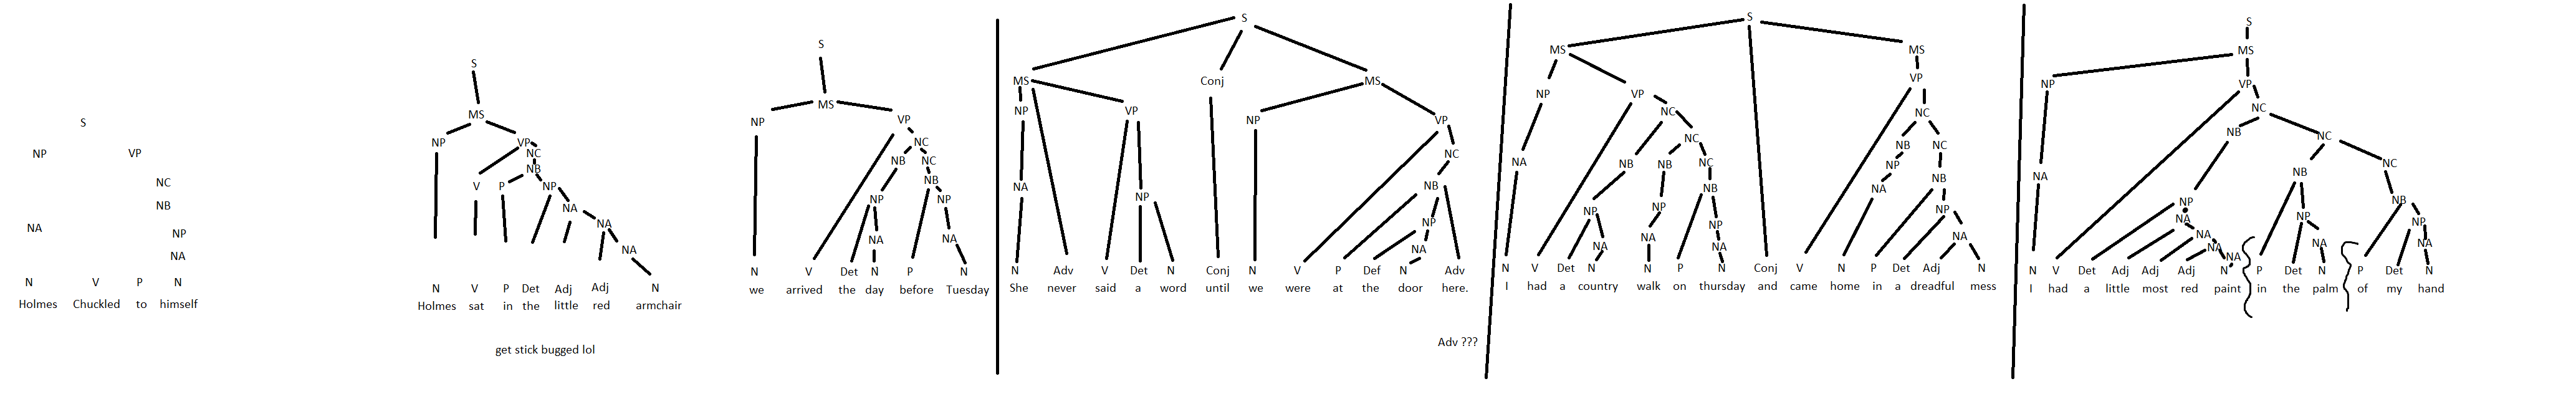 S
NP VP
NC
NB
NA NP
NA
N V P N
Holmes Chuckled to himself
S
MS
NP VP
NC
NB
V P NP
NA
NA
NA
N V P Det Adj Adj N
Holmes sat in the little red armchair
get stick bugged lol
S
MS
NP VP
NC
NB NC
NB
NP NP
NA NA
N V Det N P N
we arrived the day before Tuesday
S
MS Conj MS
NP VP NP VP
NC
NA NP NB
NP
NA
N Adv V Det N Conj N V P Def N Adv
She never said a word until we were at the door here.
Adv ???
S
MS MS
NP VP VP
NC NC
NC NB NC
NA NB NB NC NP
NB NA NB
NP NP NP
NA NA NP NA
NA
N V Det N N P N Conj V N P Det Adj N
I had a country walk on thursday and came home in a dreadful mess
S
MS
NP VP
NC
NB NC
NC
NA NB
NP NB
NA NP NP
NA NA NA
NA
NA
N V Det Adj Adj Adj N P Det N P Det N
I had a little most red paint in the palm of my hand